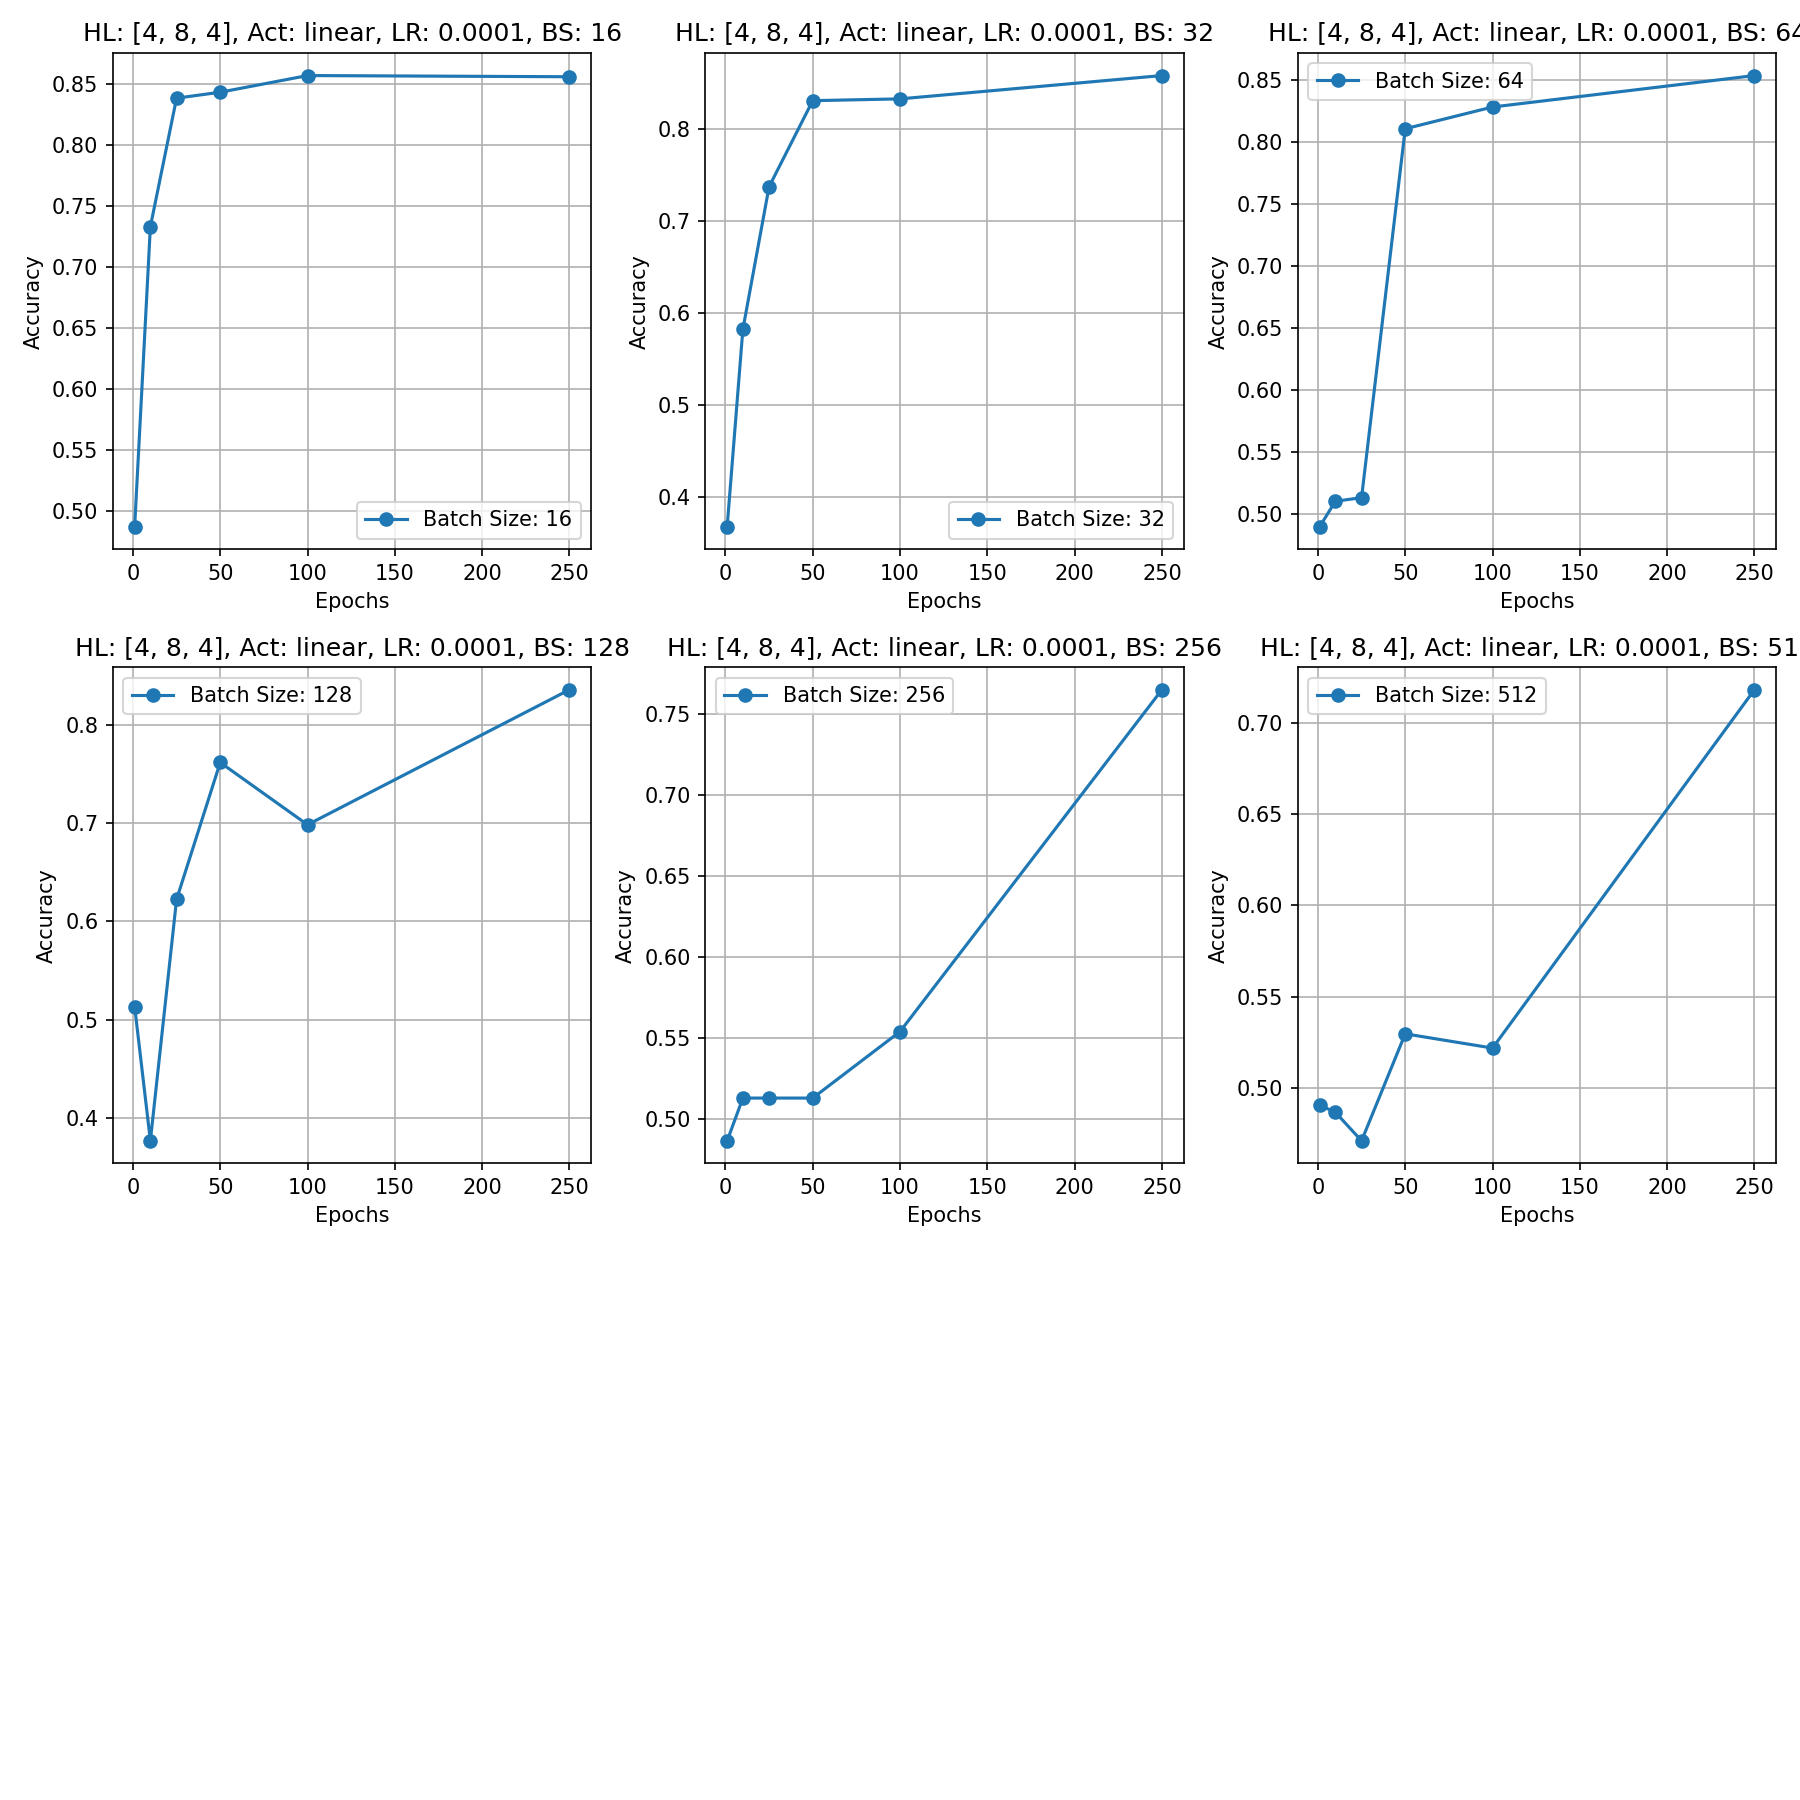 HL: [4, 8, 4], Act: linear, LR: 0.0001, BS: 16
0.85
0.80
0.75
0.70
0.65
0.60
0.55
0.50
Accuracy
Batch Size: 16
0 50 100 150 200 250
Epochs
HL: [4, 8, 4], Act: linear, LR: 0.0001, BS: 32
0.8
0.7
0.6
0.5
0.4
Accuracy
Batch Size: 32
0 50 100 150 200 250
Epochs
HL: [4, 8, 4], Act: linear, LR: 0.0001, BS: 64
Batch Size: 64
0.85
0.80
0.75
0.70
0.65
0.60
0.55
0.50
Accuracy
0 50 100 150 200 250
Epochs
HL: [4, 8, 4], Act: linear, LR: 0.0001, BS: 128
Batch Size: 128
0.8
0.7
0.6
0.5
0.4
Accuracy
0 50 100 150 200 250
Epochs
HL: [4, 8, 4], Act: linear, LR: 0.0001, BS: 256
Batch Size: 256
0.75
0.70
0.65
0.60
0.55
0.50
Accuracy
0 50 100 150 200 250
Epochs
HL: [4, 8, 4], Act: linear, LR: 0.0001, BS: 51
Batch Size: 512
0.70
0.65
0.60
0.55
0.50
Accuracy
0 50 100 150 200 250
Epochs